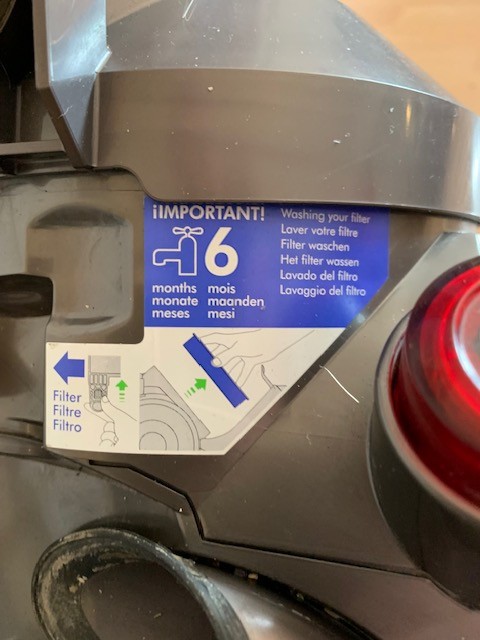 ¡IMPORTANT!
6
months mois
monate maanden
meses mesi
Washing your filter
Laver votre filtre
Filter waschen
Het filter wassen
Lavado del filtro
Lavaggio del filtro
Filter
Filtre
Filtro